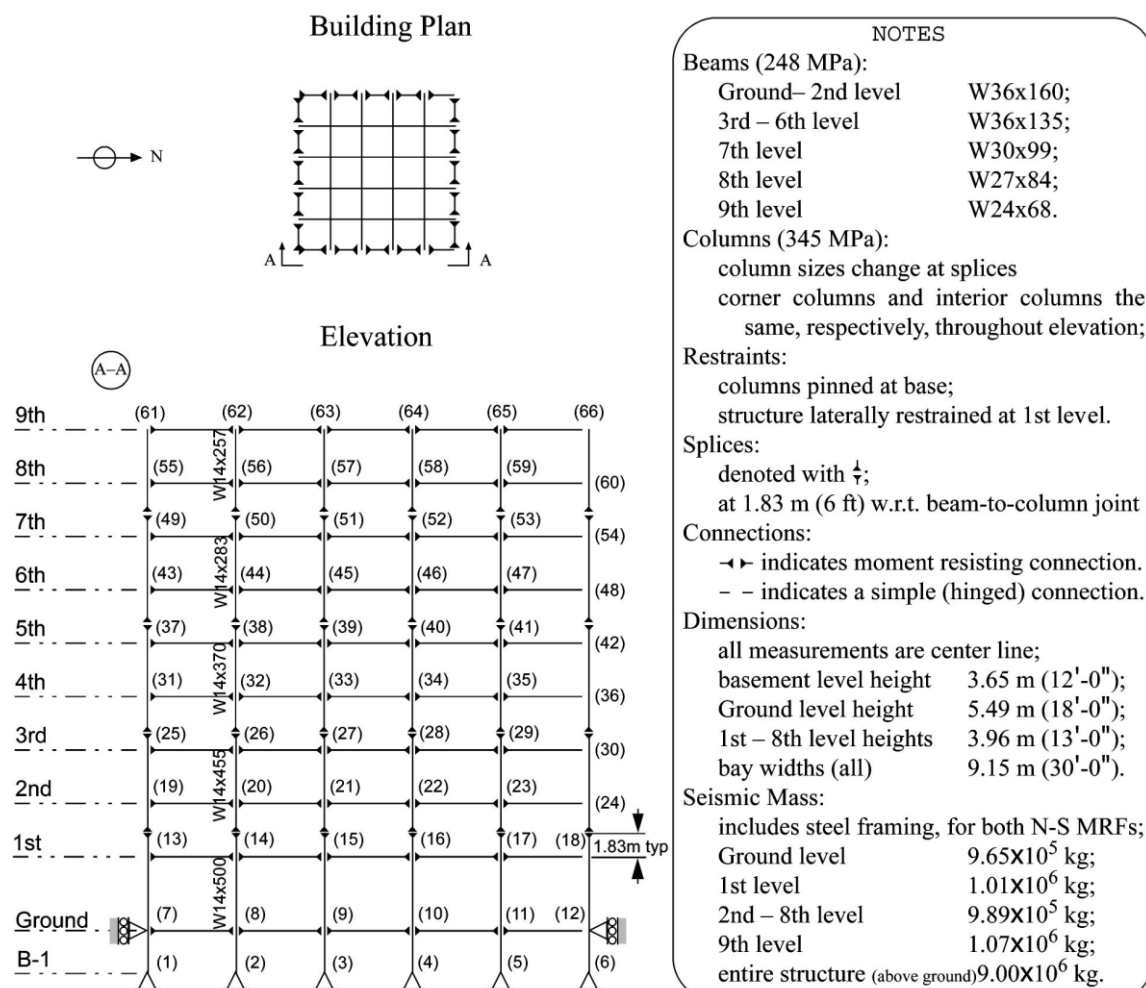 Building Plan
N
A
A
Elevation
A–A
9th
(61)
(62)
(63)
(64)
(65)
(66)
W14x257
8th
(55)
(56)
(57)
(58)
(59)
(60)
7th
(49)
(50)
(51)
(52)
(53)
(54)
W14x283
6th
(43)
(44)
(45)
(46)
(47)
(48)
5th
(37)
(38)
(39)
(40)
(41)
(42)
W14x370
4th
(31)
(32)
(33)
(34)
(35)
(36)
3rd
(25)
(26)
(27)
(28)
(29)
(30)
W14x455
2nd
(19)
(20)
(21)
(22)
(23)
(24)
1st
(13)
(14)
(15)
(16)
(17)
(18)
1.83m typ
W14x500
Ground
(7)
(8)
(9)
(10)
(11)
(12)
B-1
(1)
(2)
(3)
(4)
(5)
(6)
NOTES
Beams (248 MPa):
Ground– 2nd level W36x160;
3rd – 6th level W36x135;
7th level W30x99;
8th level W27x84;
9th level W24x68.
Columns (345 MPa):
column sizes change at splices
corner columns and interior columns the
same, respectively, throughout elevation;
Restraints:
columns pinned at base;
structure laterally restrained at 1st level.
Splices:
denoted with ;
at 1.83 m (6 ft) w.r.t. beam-to-column joint
Connections:
indicates moment resisting connection.
– – indicates a simple (hinged) connection.
Dimensions:
all measurements are center line;
basement level height 3.65 m (12'-0");
Ground level height 5.49 m (18'-0");
1st – 8th level heights 3.96 m (13'-0");
bay widths (all) 9.15 m (30'-0").
Seismic Mass:
includes steel framing, for both N-S MRFs;
Ground level 9.65x10⁵ kg;
1st level 1.01x10⁶ kg;
2nd – 8th level 9.89x10⁵ kg;
9th level 1.07x10⁶ kg;
entire structure (above ground) 9.00x10⁶ kg.